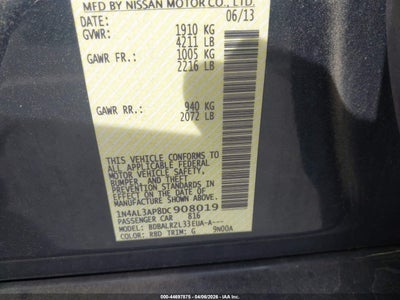 MFD BY NISSAN MOTOR CO., LTD.
DATE: 06/13
GVWR: 1910 KG
4211 LB
GAWR FR.: 1005 KG
2216 LB
GAWR RR.: 940 KG
2072 LB
THIS VEHICLE CONFORMS TO
ALL APPLICABLE FEDERAL
MOTOR VEHICLE SAFETY,
BUMPER, AND THEFT
PREVENTION STANDARDS IN
EFFECT ON THE DATE OF
MANUFACTURE SHOWN ABOVE.
1N4AL3AP8DC908019
PASSENGER CAR 816
MODEL: BDBALRZL33EUA-A---
COLOR: RBD TRIM: G 9N00A
000-44697875 - 04/06/2026 - IAA Inc.